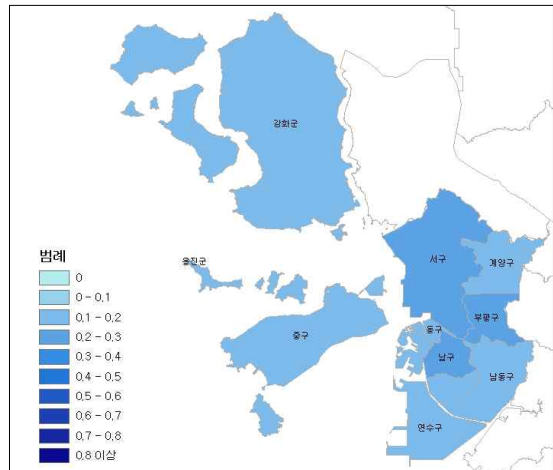 강화군
서구
계양구
옹진군
부평구
중구
동구
남구
남동구
연수구
범례
0
0 - 0.1
0.1 - 0.2
0.2 - 0.3
0.3 - 0.4
0.4 - 0.5
0.5 - 0.6
0.6 - 0.7
0.7 - 0.8
0.8 이상